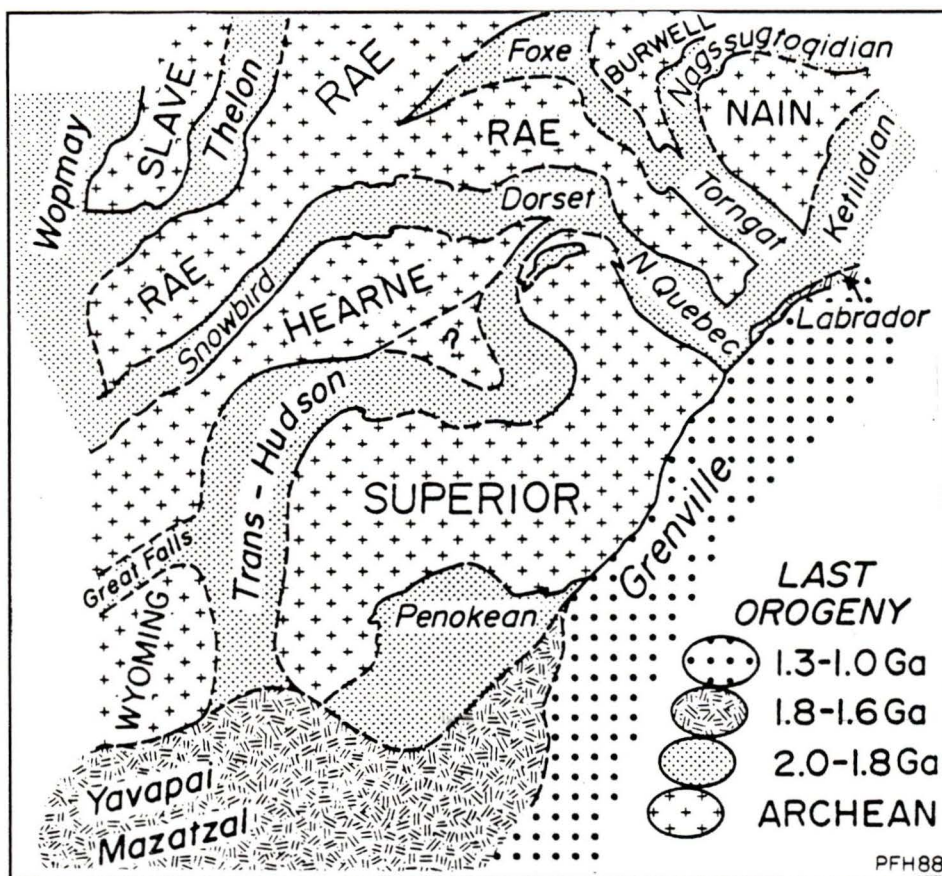 Wopmay
SLAVE
Thelon
RAE
Foxe
BURWELL
Nagssugtoqidian
NAIN
RAE
Dorset
Torngat
Ketilidian
RAE
Snowbird
HEARNE
?
N. Quebec
Labrador
Trans-Hudson
SUPERIOR
Great Falls
WYOMING
Penokean
Grenville
Yavapai
Mazatzal
LAST
OROGENY
1.3-1.0 Ga
1.8-1.6 Ga
2.0-1.8 Ga
ARCHEAN
PFH88